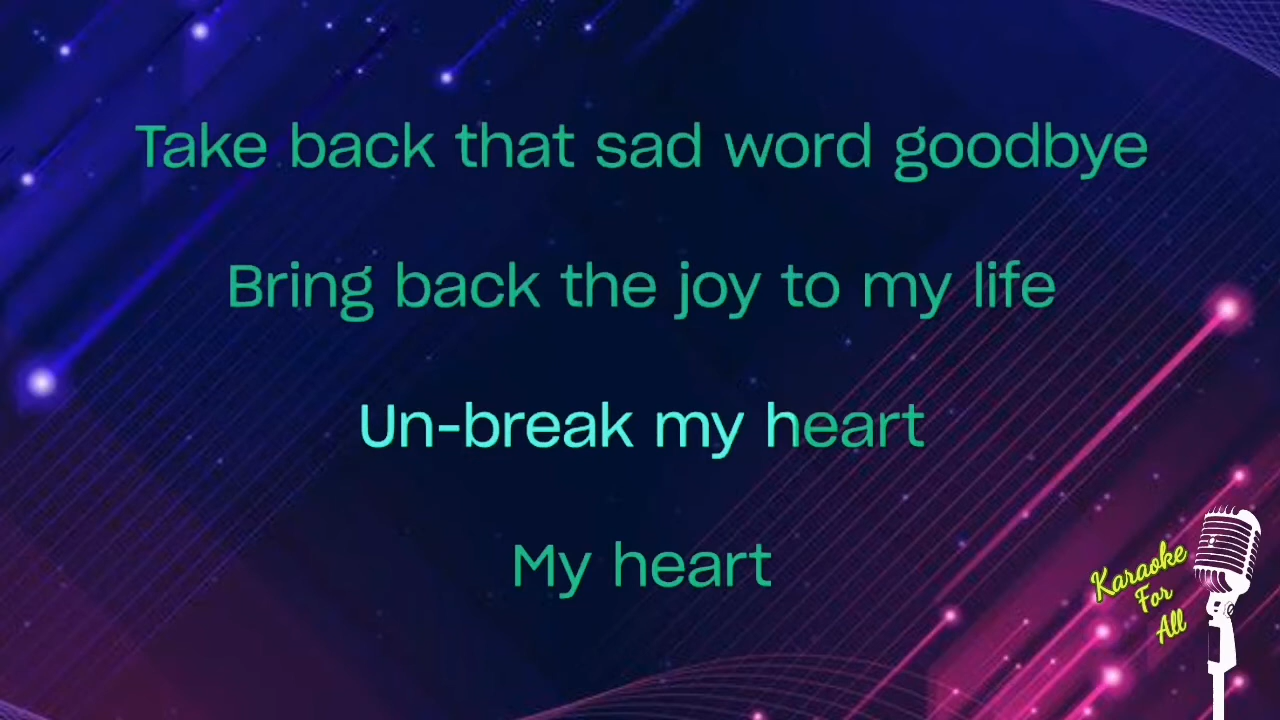 Take back that sad word goodbye
Bring back the joy to my life
Un-break my heart
My heart
Karaoke
For
All